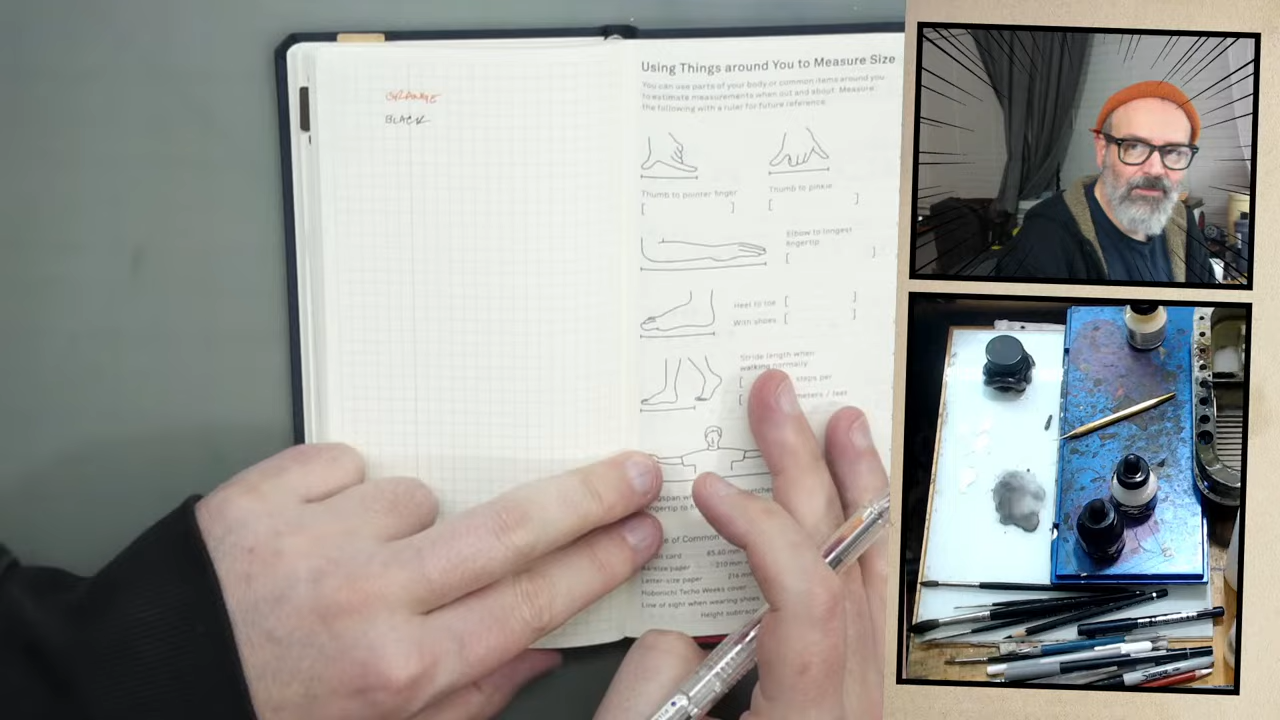 ORANGE
BLACK
Using Things around You to Measure Size
You can use parts of your body or common items around you
to estimate measurements when out and about. Measure
the following with a ruler for future reference.
Thumb to pointer finger
[ ]
Thumb to pinkie
[ ]
Elbow to longest
fingertip
[ ]
Heel to toe [ ]
With shoes [ ]
Stride length when
walking normally
[ steps per
[ meters / feet
85.60 mm
paper 210 mm
Letter-size paper 216 mm
Hobonichi Techo Weeks cover
Line of sight when wearing shoes